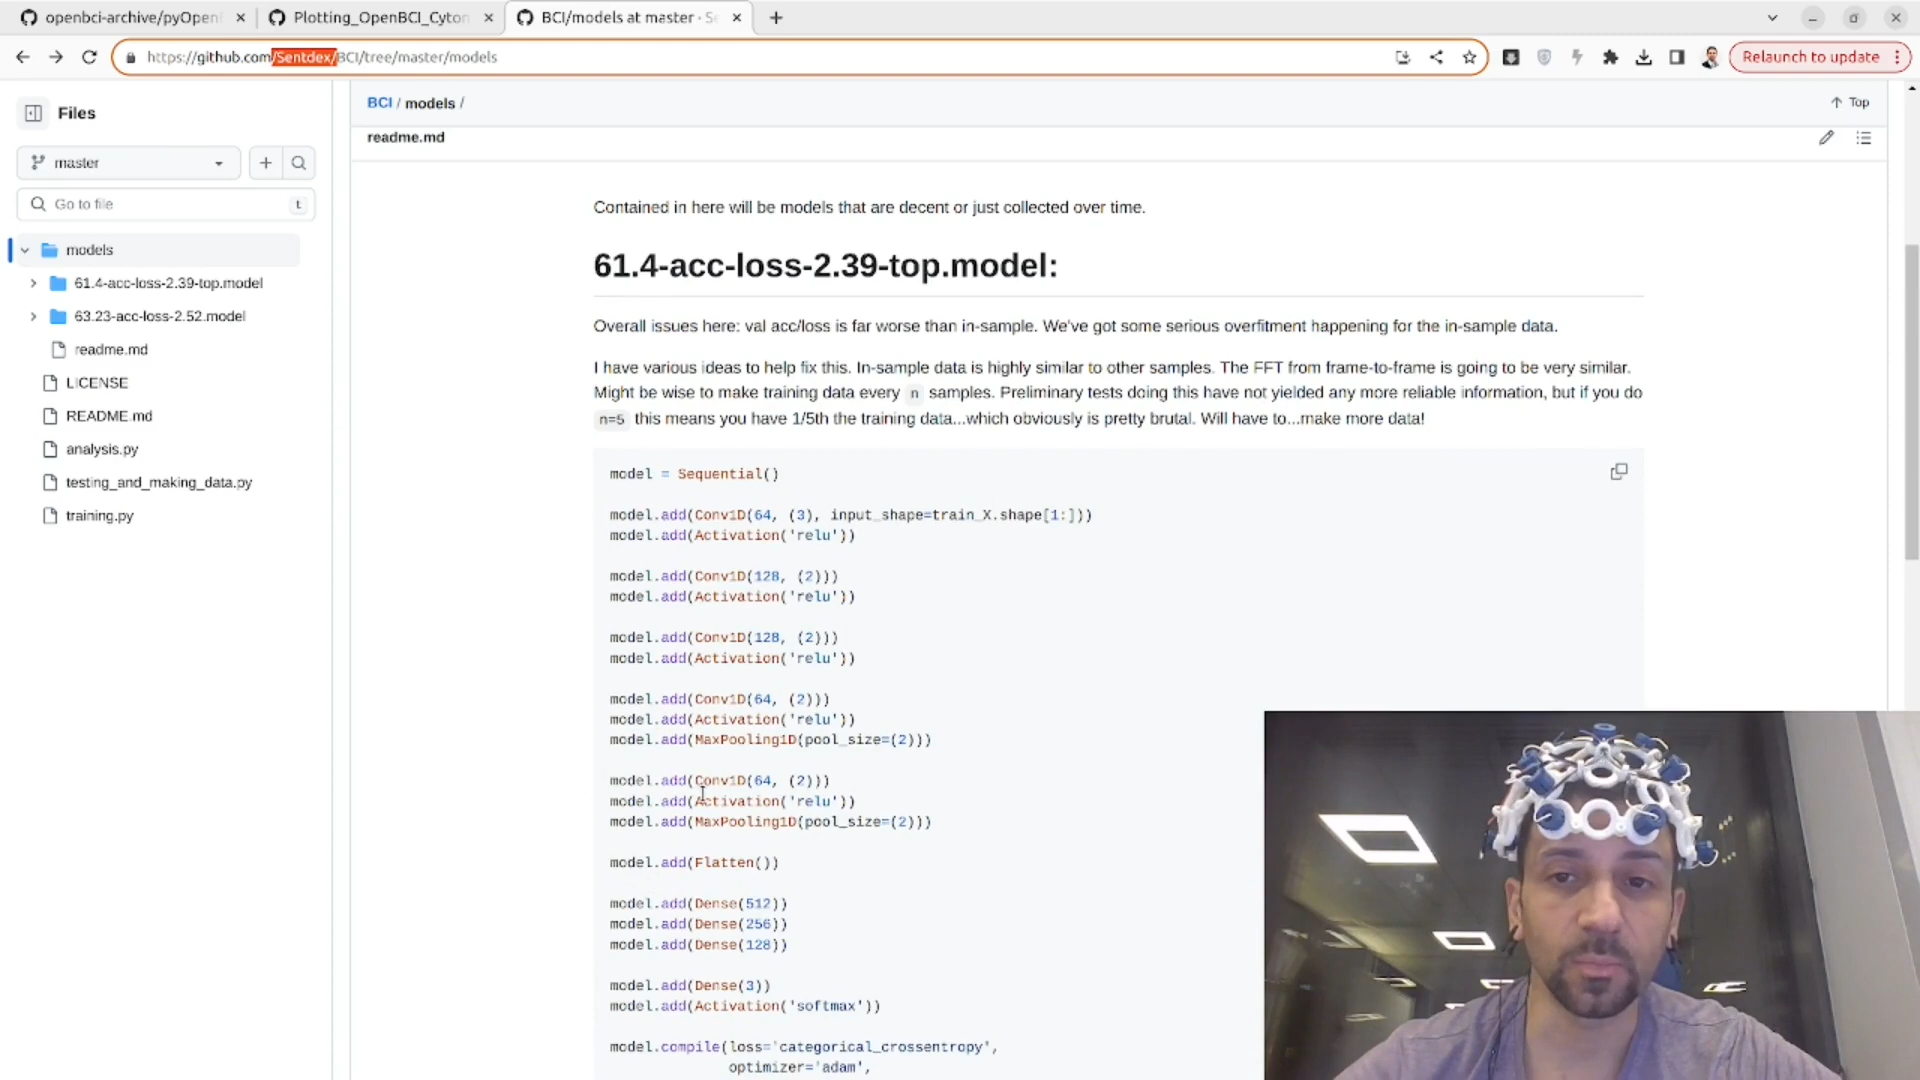 openbci-archive/pyOpen
Plotting_OpenBCI_Cyton
BCI/models at master · Se
https://github.com/Sentdex/BCI/tree/master/models
Relaunch to update
Files
master
Go to file
t
models
61.4-acc-loss-2.39-top.model
63.23-acc-loss-2.52.model
readme.md
LICENSE
README.md
analysis.py
testing_and_making_data.py
training.py
BCI / models /
Top
readme.md
Contained in here will be models that are decent or just collected over time.
61.4-acc-loss-2.39-top.model:
Overall issues here: val acc/loss is far worse than in-sample. We've got some serious overfitment happening for the in-sample data.
I have various ideas to help fix this. In-sample data is highly similar to other samples. The FFT from frame-to-frame is going to be very similar.
Might be wise to make training data every n samples. Preliminary tests doing this have not yielded any more reliable information, but if you do
n=5 this means you have 1/5th the training data...which obviously is pretty brutal. Will have to...make more data!
model = Sequential()
model.add(Conv1D(64, (3), input_shape=train_X.shape[1:]))
model.add(Activation('relu'))
model.add(Conv1D(128, (2)))
model.add(Activation('relu'))
model.add(Conv1D(128, (2)))
model.add(Activation('relu'))
model.add(Conv1D(64, (2)))
model.add(Activation('relu'))
model.add(MaxPooling1D(pool_size=(2)))
model.add(Conv1D(64, (2)))
model.add(Activation('relu'))
model.add(MaxPooling1D(pool_size=(2)))
model.add(Flatten())
model.add(Dense(512))
model.add(Dense(256))
model.add(Dense(128))
model.add(Dense(3))
model.add(Activation('softmax'))
model.compile(loss='categorical_crossentropy',
optimizer='adam',